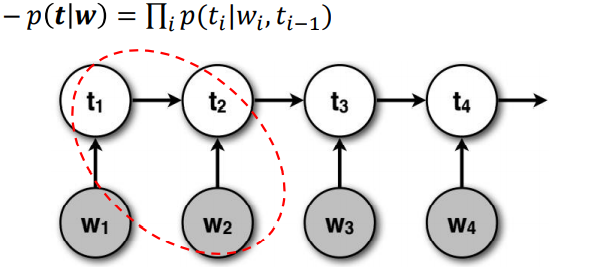 – p(t|w) = ∏ᵢ p(tᵢ|wᵢ, tᵢ₋₁)
t₁ t₂ t₃ t₄
w₁ w₂ w₃ w₄